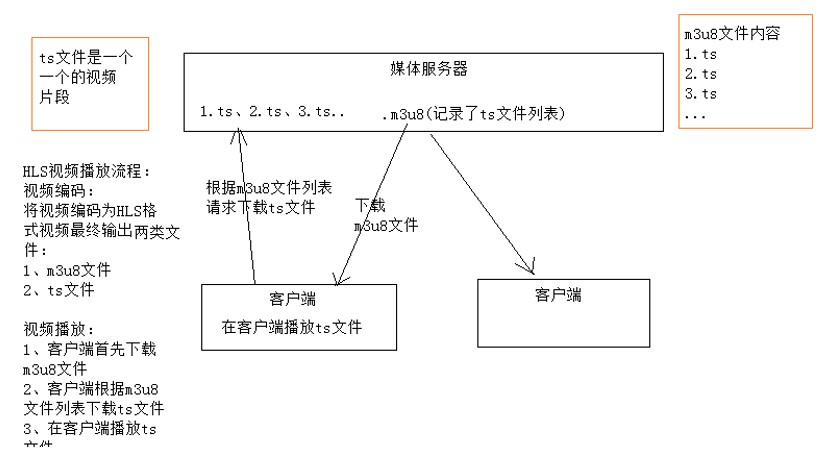 ts文件是一个
一个的视频
片段
媒体服务器
1.ts、2.ts、3.ts..
.m3u8(记录了ts文件列表)
m3u8文件内容
1.ts
2.ts
3.ts
...
HLS视频播放流程:
视频编码:
将视频编码为HLS格
式视频最终输出两类文
件:
1、m3u8文件
2、ts文件
视频播放:
1、客户端首先下载
m3u8文件
2、客户端根据m3u8
文件列表下载ts文件
3、在客户端播放ts
文件
根据m3u8文件列表
请求下载ts文件
下载
m3u8文件
客户端
在客户端播放ts文件
客户端